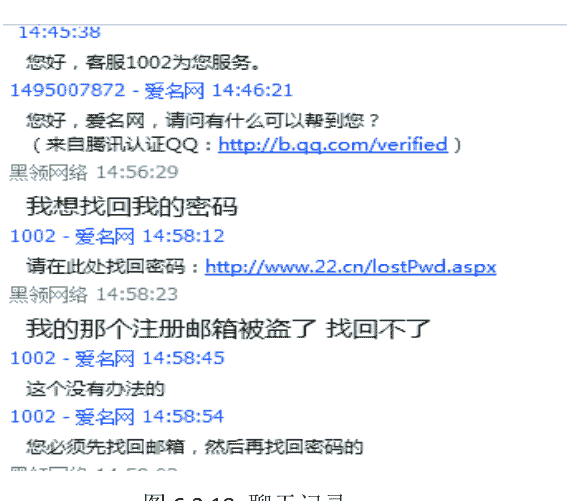 14:45:38
您好，客服1002为您服务。
1495007872 - 爱名网 14:46:21
您好，爱名网，请问有什么可以帮到您？
（来自腾讯认证QQ：http://b.qq.com/verified）
黑领网络 14:56:29
我想找回我的密码
1002 - 爱名网 14:58:12
请在此处找回密码：http://www.22.cn/lostPwd.aspx
黑领网络 14:58:23
我的那个注册邮箱被盗了 找回不了
1002 - 爱名网 14:58:45
这个没有办法的
1002 - 爱名网 14:58:54
您必须先找回邮箱，然后再找回密码的